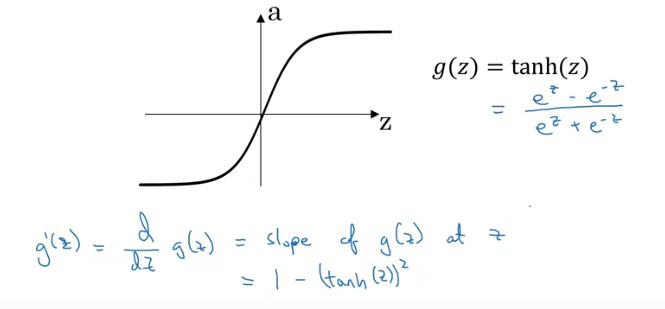 a
g(z) = tanh(z)
= (e^z - e^-z) / (e^z + e^-z)
z
g'(z) = d/dz g(z) = slope of g(z) at z
= 1 - (tanh(z))^2